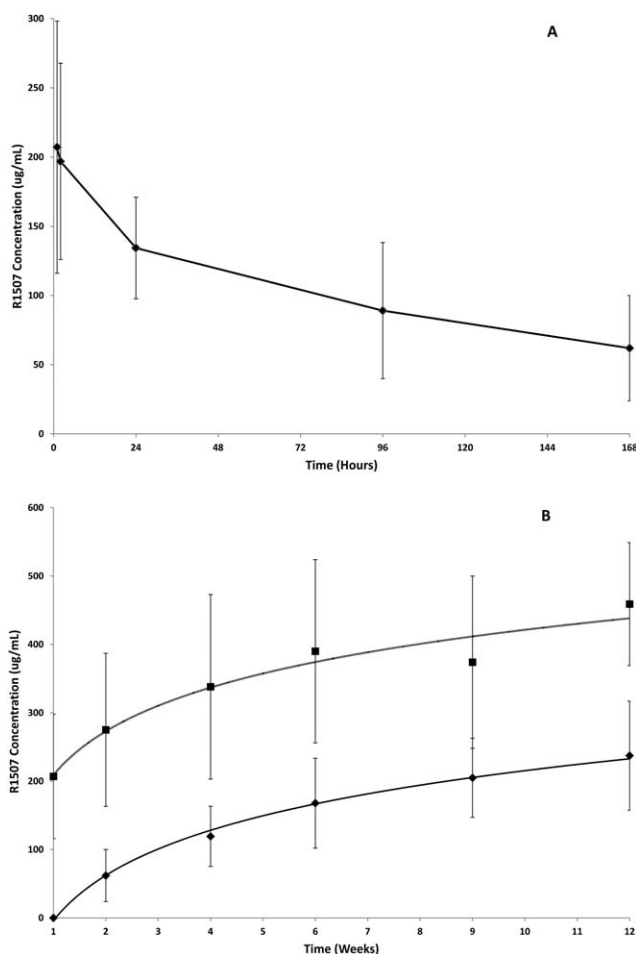 A
R1507 Concentration (ug/mL)
300
250
200
150
100
50
0
0 24 48 72 96 120 144 168
Time (Hours)
B
R1507 Concentration (ug/mL)
600
500
400
300
200
100
0
1 2 3 4 5 6 7 8 9 10 11 12
Time (Weeks)